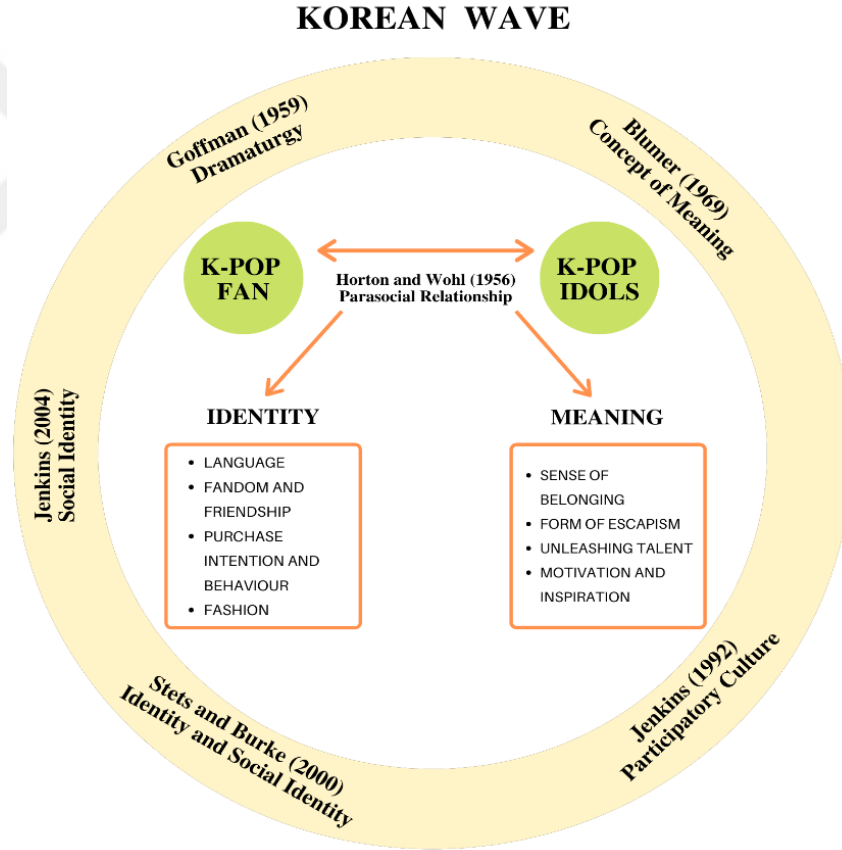 KOREAN WAVE
Goffman (1959)
Dramaturgy
Blumer (1969)
Concept of Meaning
K-POP
FAN
K-POP
IDOLS
Horton and Wohl (1956)
Parasocial Relationship
Jenkins (2004)
Social Identity
IDENTITY
• LANGUAGE
• FANDOM AND
FRIENDSHIP
• PURCHASE
INTENTION AND
BEHAVIOUR
• FASHION
MEANING
• SENSE OF
BELONGING
• FORM OF ESCAPISM
• UNLEASHING TALENT
• MOTIVATION AND
INSPIRATION
Stets and Burke (2000)
Identity and Social Identity
Jenkins (1992)
Participatory Culture